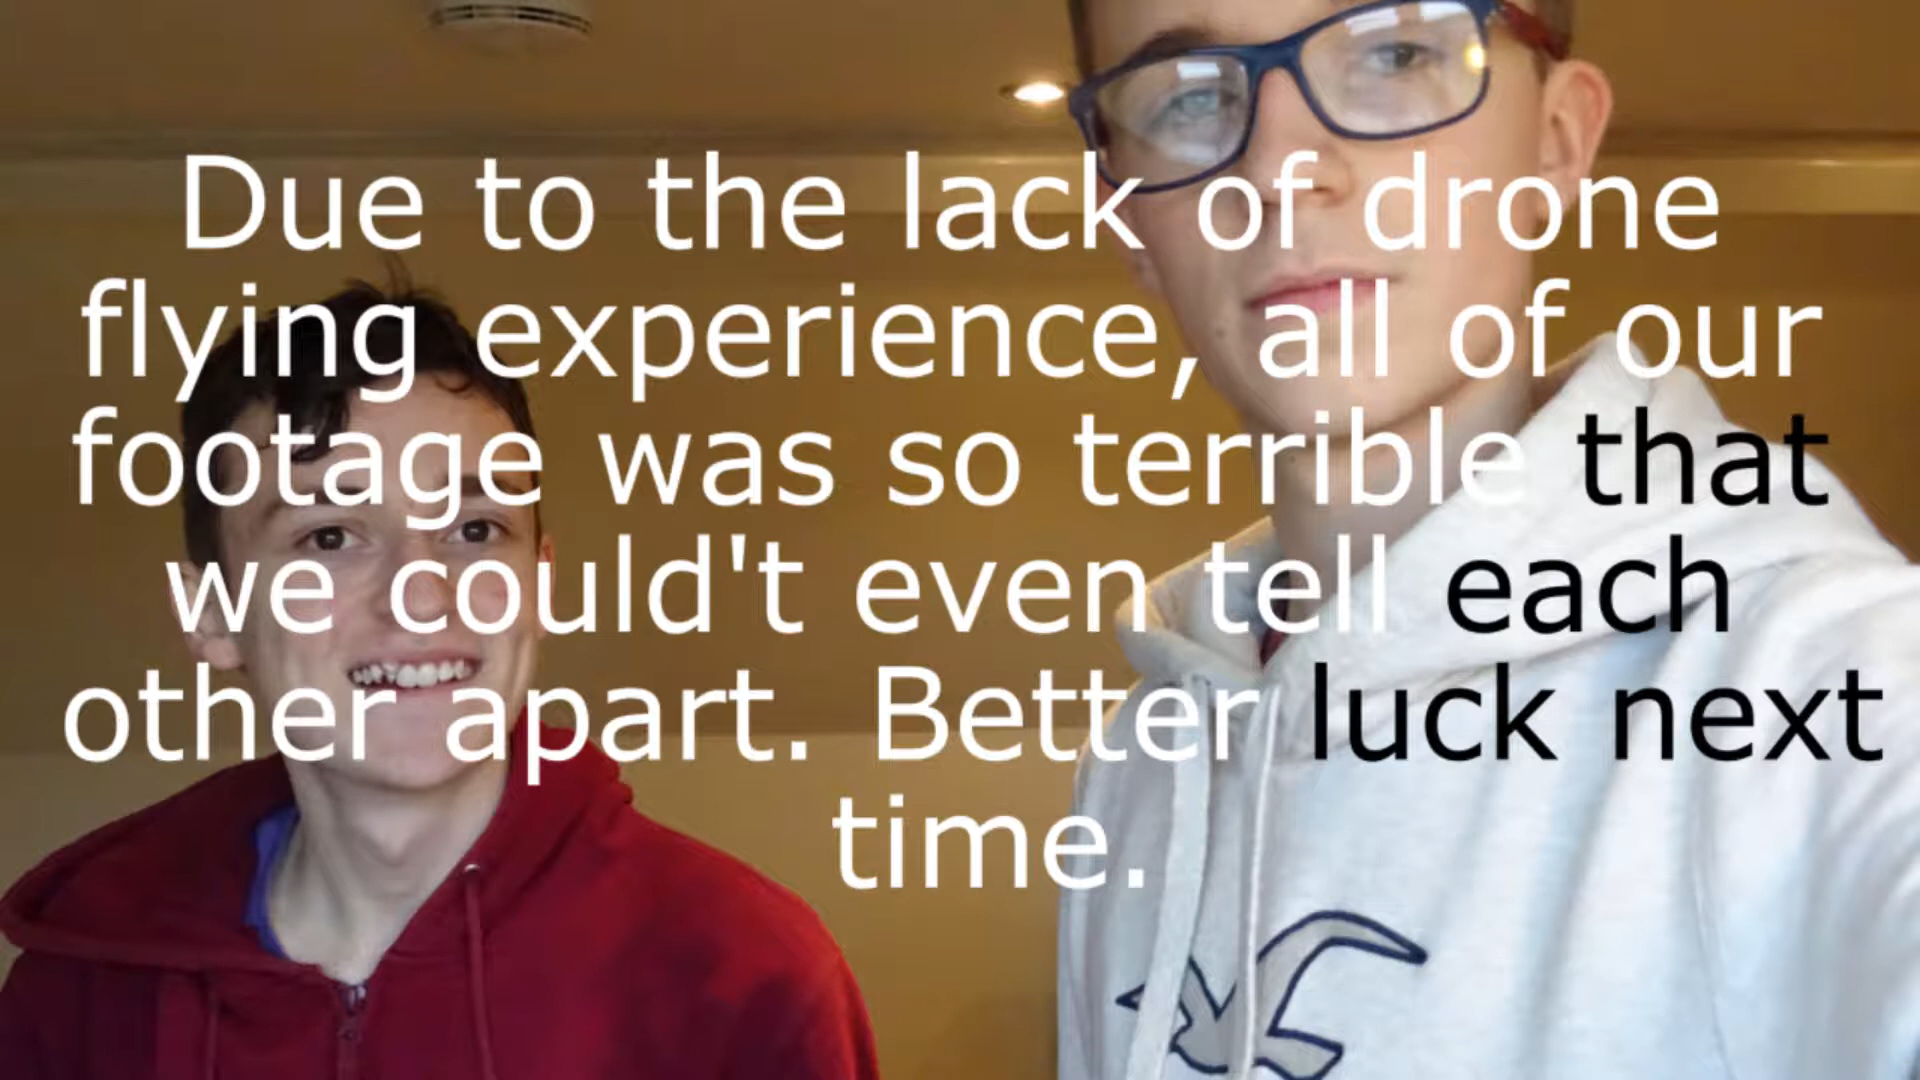 Due to the lack of drone
flying experience, all of our
footage was so terrible that
we could't even tell each
other apart. Better luck next
time.